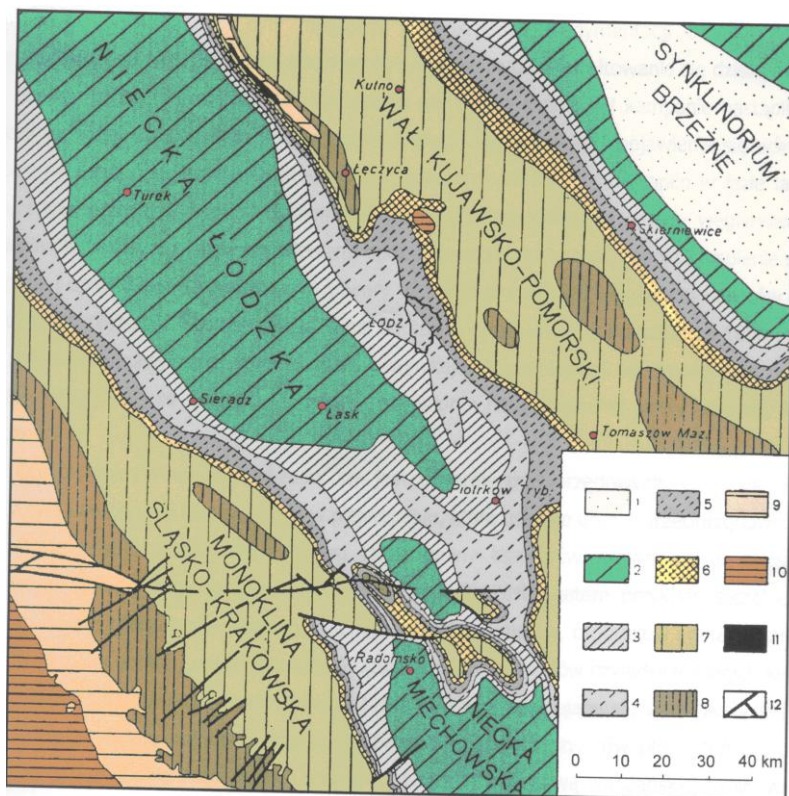 NIECKA ŁÓDZKA
WAŁ KUJAWSKO-POMORSKI
SYNKLINORIUM
BRZEŻNE
Kutno
Łęczyca
Turek
Skierniewice
ŁÓDŹ
Sieradz
Łask
Tomaszów Maz.
Piotrków Tryb.
MONOKLINA
ŚLĄSKO-KRAKOWSKA
Radomsko
NIECKA
MIECHOWSKA
1 5 9
2 6 10
3 7 11
4 8 12
0 10 20 30 40 km